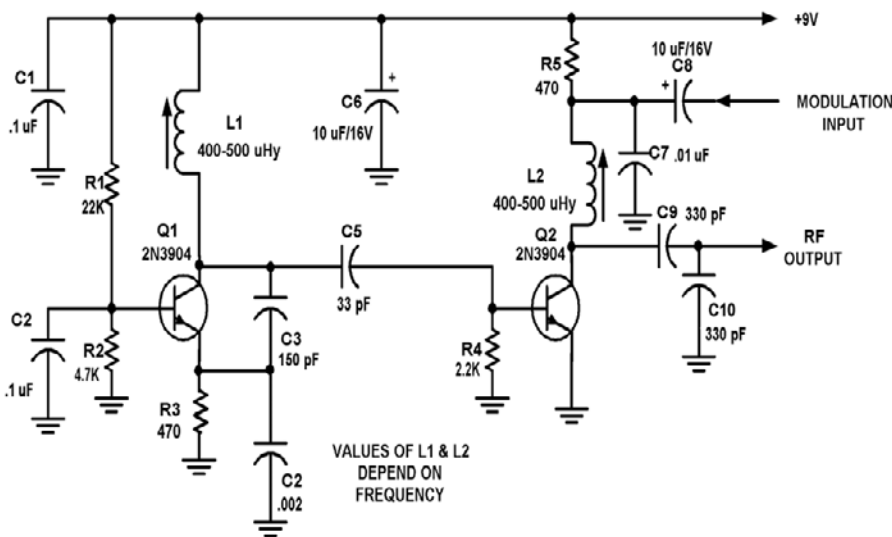 +9V
C1
.1 uF
R1
22K
L1
400-500 uHy
C6
10 uF/16V
+
R5
470
10 uF/16V
C8
+
MODULATION
INPUT
C7
.01 uF
L2
400-500 uHy
Q1
2N3904
C5
33 pF
Q2
2N3904
C9
330 pF
RF
OUTPUT
C10
330 pF
C2
.1 uF
R2
4.7K
C3
150 pF
R4
2.2K
R3
470
C2
.002
VALUES OF L1 & L2
DEPEND ON
FREQUENCY